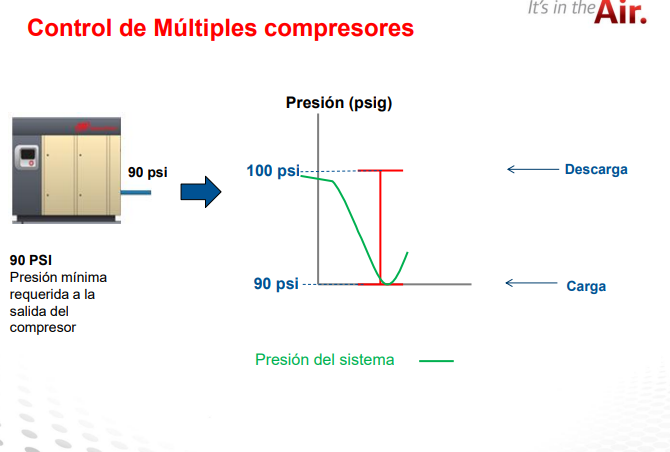 It's in the Air.
Control de Múltiples compresores
Presión (psig)
90 psi
100 psi
Descarga
90 PSI
Presión mínima
requerida a la
salida del
compresor
90 psi
Carga
Presión del sistema